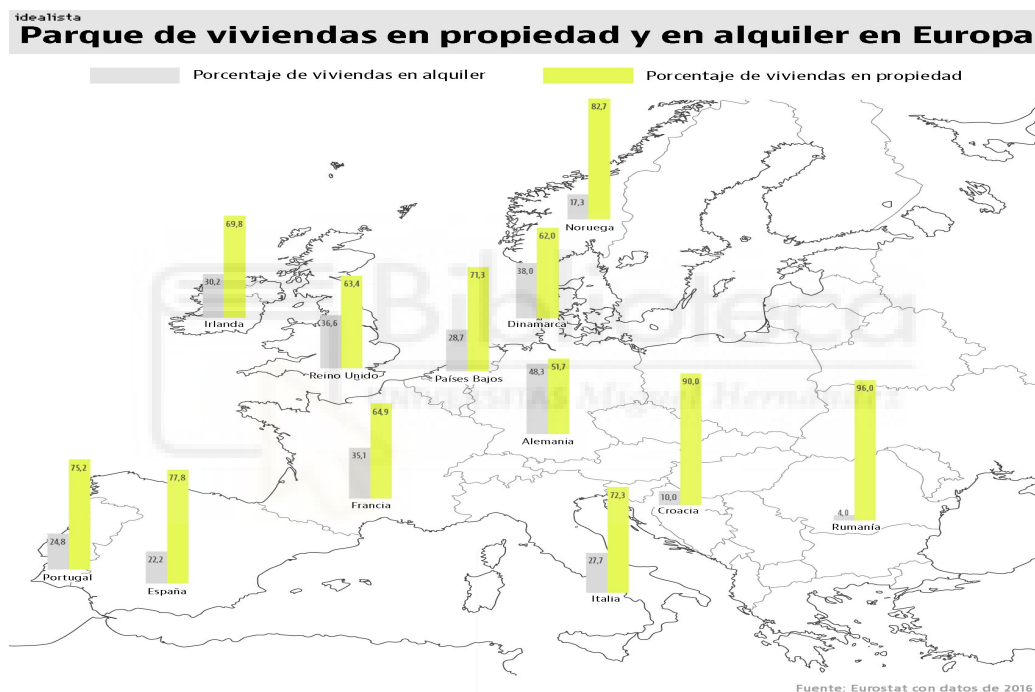 idealista
Parque de viviendas en propiedad y en alquiler en Europa
Porcentaje de viviendas en alquiler
Porcentaje de viviendas en propiedad
82,7
17,3
Noruega
69,8
30,2
Irlanda
62,0
38,0
Dinamarca
63,4
36,6
Reino Unido
71,3
28,7
Países Bajos
48,3
51,7
Alemania
90,0
10,0
Croacia
96,0
4,0
Rumanía
64,9
35,1
Francia
75,2
24,8
Portugal
77,8
22,2
España
72,3
27,7
Italia
Biblioteca
UNIVERSITAS Miguel Hernández
Fuente: Eurostat con datos de 2016